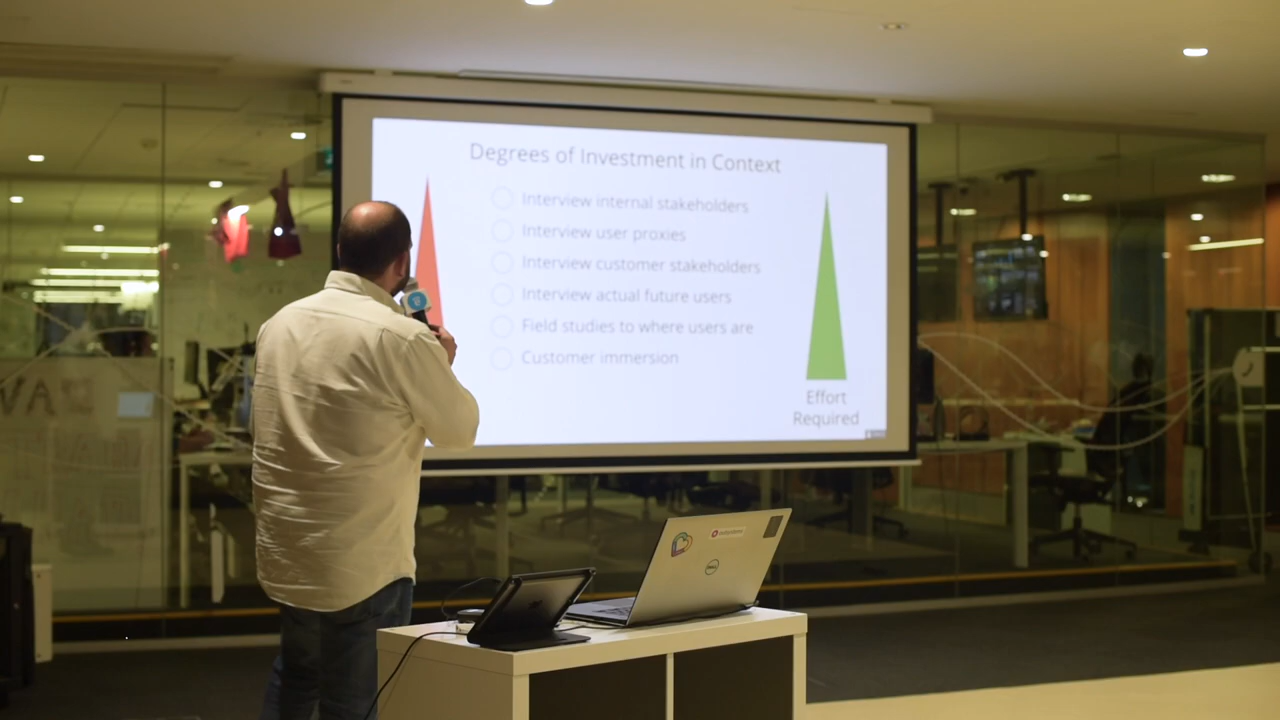 Degrees of Investment in Context
Interview internal stakeholders
Interview user proxies
Interview customer stakeholders
Interview actual future users
Field studies to where users are
Customer immersion
Effort
Required
DELL